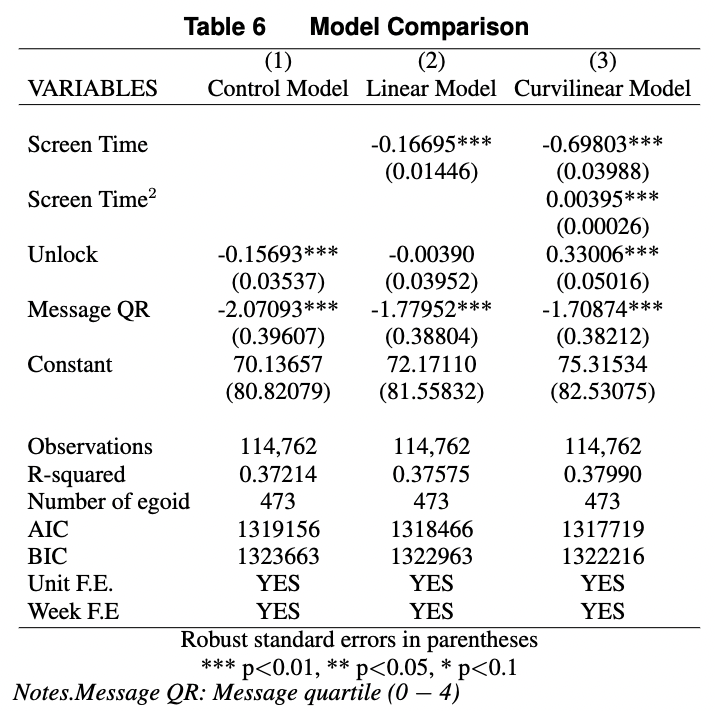 Table 6 Model Comparison
(1) (2) (3)
VARIABLES Control Model Linear Model Curvilinear Model
Screen Time -0.16695*** -0.69803***
(0.01446) (0.03988)
Screen Time² 0.00395***
(0.00026)
Unlock -0.15693*** -0.00390 0.33006***
(0.03537) (0.03952) (0.05016)
Message QR -2.07093*** -1.77952*** -1.70874***
(0.39607) (0.38804) (0.38212)
Constant 70.13657 72.17110 75.31534
(80.82079) (81.55832) (82.53075)
Observations 114,762 114,762 114,762
R-squared 0.37214 0.37575 0.37990
Number of egoid 473 473 473
AIC 1319156 1318466 1317719
BIC 1323663 1322963 1322216
Unit F.E. YES YES YES
Week F.E YES YES YES
Robust standard errors in parentheses
*** p<0.01, ** p<0.05, * p<0.1
Notes.Message QR: Message quartile (0 − 4)